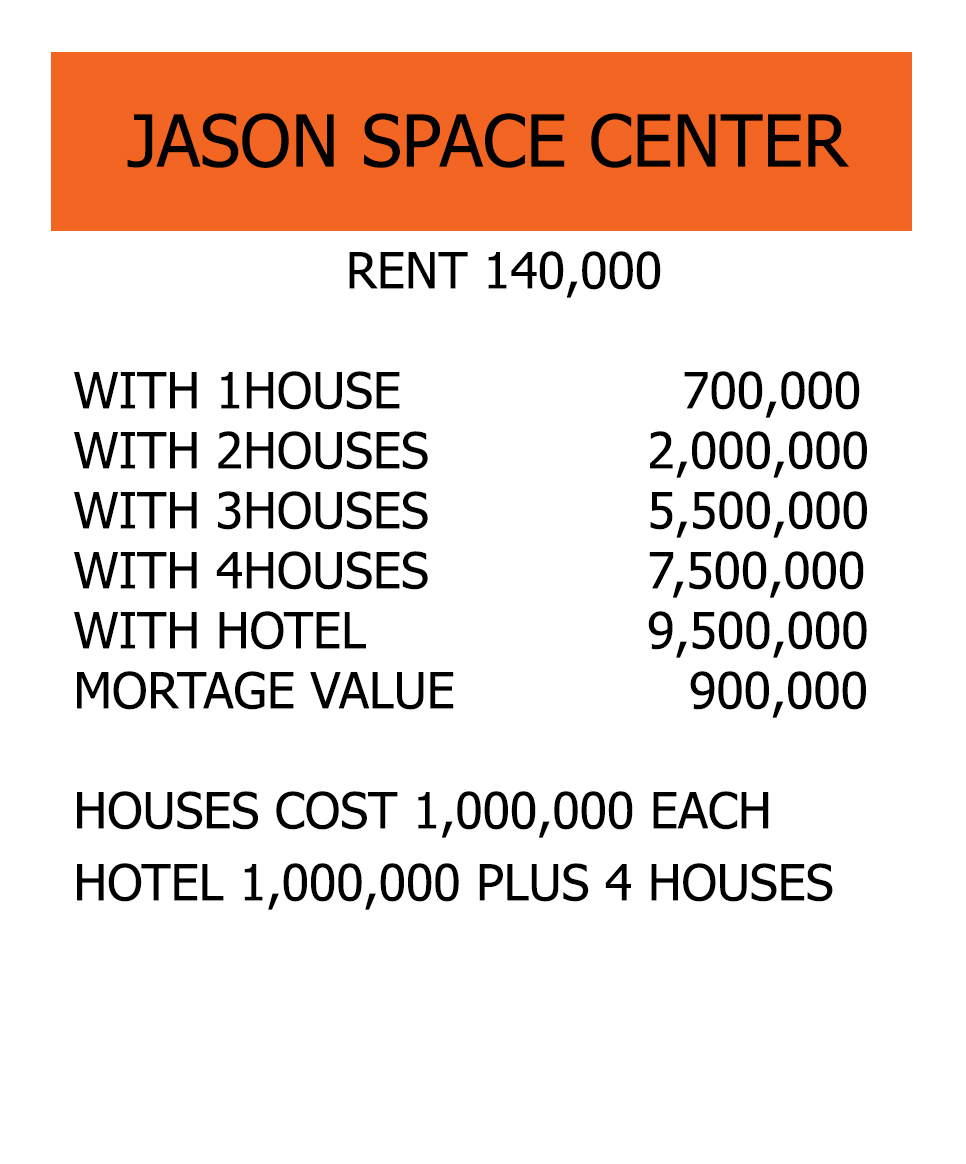 JASON SPACE CENTER
RENT 140,000
WITH 1HOUSE 700,000
WITH 2HOUSES 2,000,000
WITH 3HOUSES 5,500,000
WITH 4HOUSES 7,500,000
WITH HOTEL 9,500,000
MORTAGE VALUE 900,000
HOUSES COST 1,000,000 EACH
HOTEL 1,000,000 PLUS 4 HOUSES